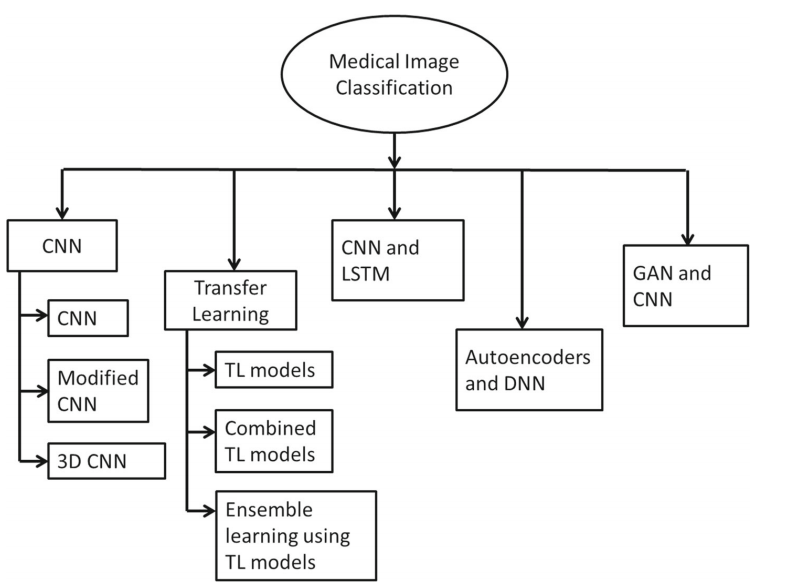 Medical Image
Classification
CNN
CNN
Modified
CNN
3D CNN
Transfer
Learning
TL models
Combined
TL models
Ensemble
learning using
TL models
CNN and
LSTM
Autoencoders
and DNN
GAN and
CNN